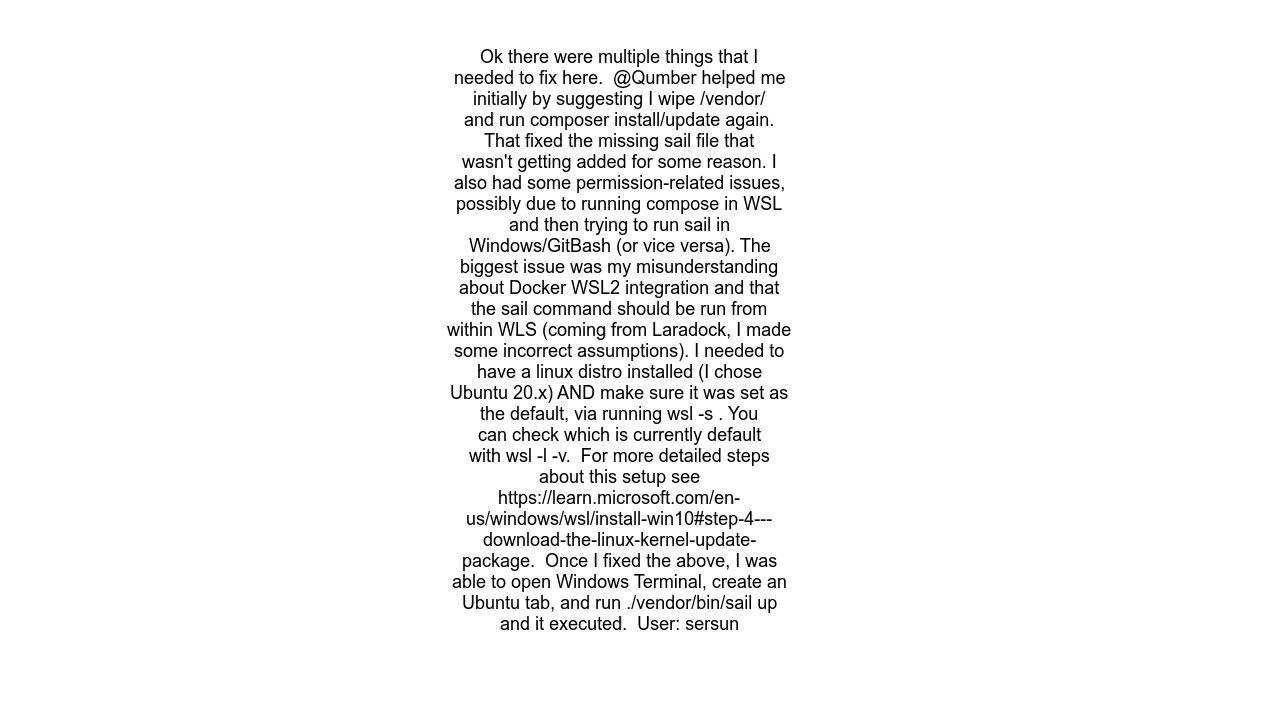 Ok there were multiple things that I
needed to fix here.  @Qumber helped me
initially by suggesting I wipe /vendor/
and run composer install/update again.
That fixed the missing sail file that
wasn't getting added for some reason. I
also had some permission-related issues,
possibly due to running compose in WSL
and then trying to run sail in
Windows/GitBash (or vice versa). The
biggest issue was my misunderstanding
about Docker WSL2 integration and that
the sail command should be run from
within WLS (coming from Laradock, I made
some incorrect assumptions). I needed to
have a linux distro installed (I chose
Ubuntu 20.x) AND make sure it was set as
the default, via running wsl -s . You
can check which is currently default
with wsl -l -v.  For more detailed steps
about this setup see
https://learn.microsoft.com/en-
us/windows/wsl/install-win10#step-4---
download-the-linux-kernel-update-
package.  Once I fixed the above, I was
able to open Windows Terminal, create an
Ubuntu tab, and run ./vendor/bin/sail up
and it executed.  User: sersun